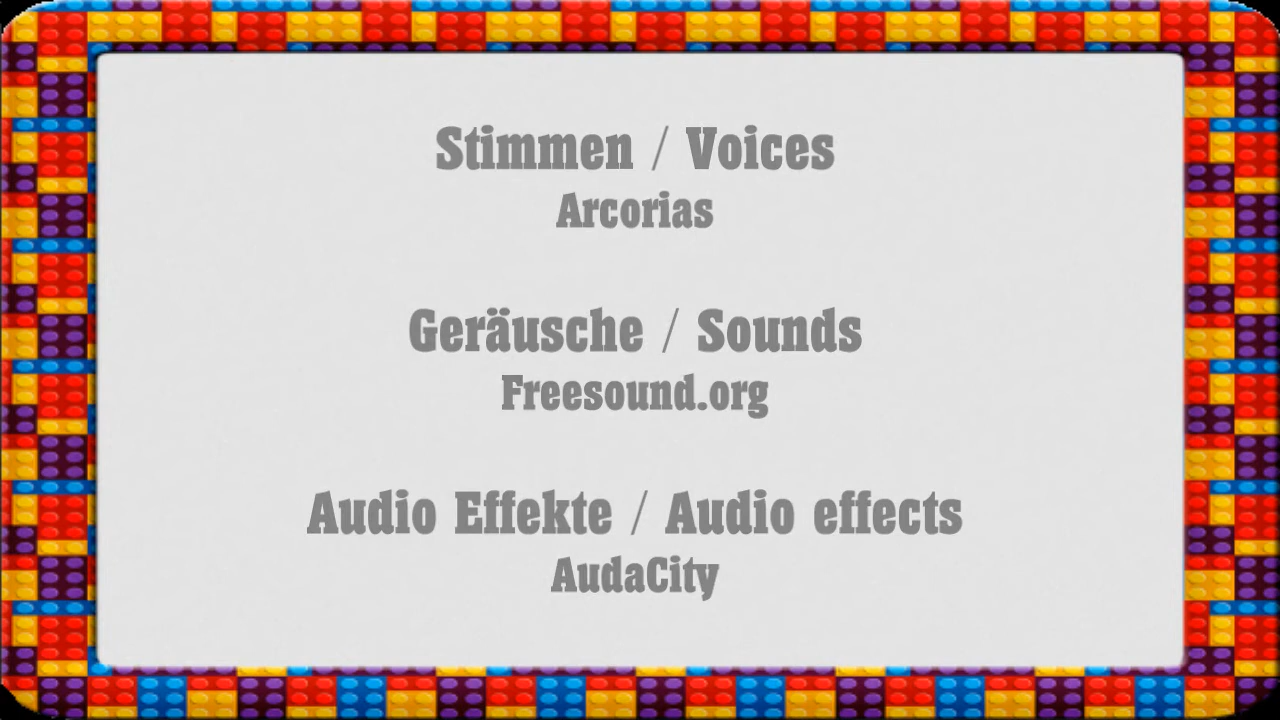 Stimmen / Voices
Arcorias
Geräusche / Sounds
Freesound.org
Audio Effekte / Audio effects
AudaCity